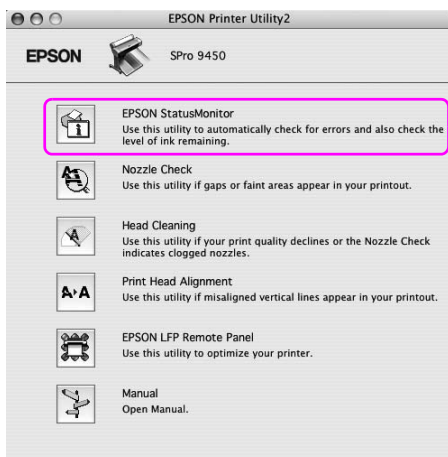 EPSON Printer Utility2
EPSON SPro 9450
EPSON StatusMonitor
Use this utility to automatically check for errors and also check the
level of ink remaining.
Nozzle Check
Use this utility if gaps or faint areas appear in your printout.
Head Cleaning
Use this utility if your print quality declines or the Nozzle Check
indicates clogged nozzles.
Print Head Alignment
Use this utility if misaligned vertical lines appear in your printout.
EPSON LFP Remote Panel
Use this utility to optimize your printer.
Manual
Open Manual.